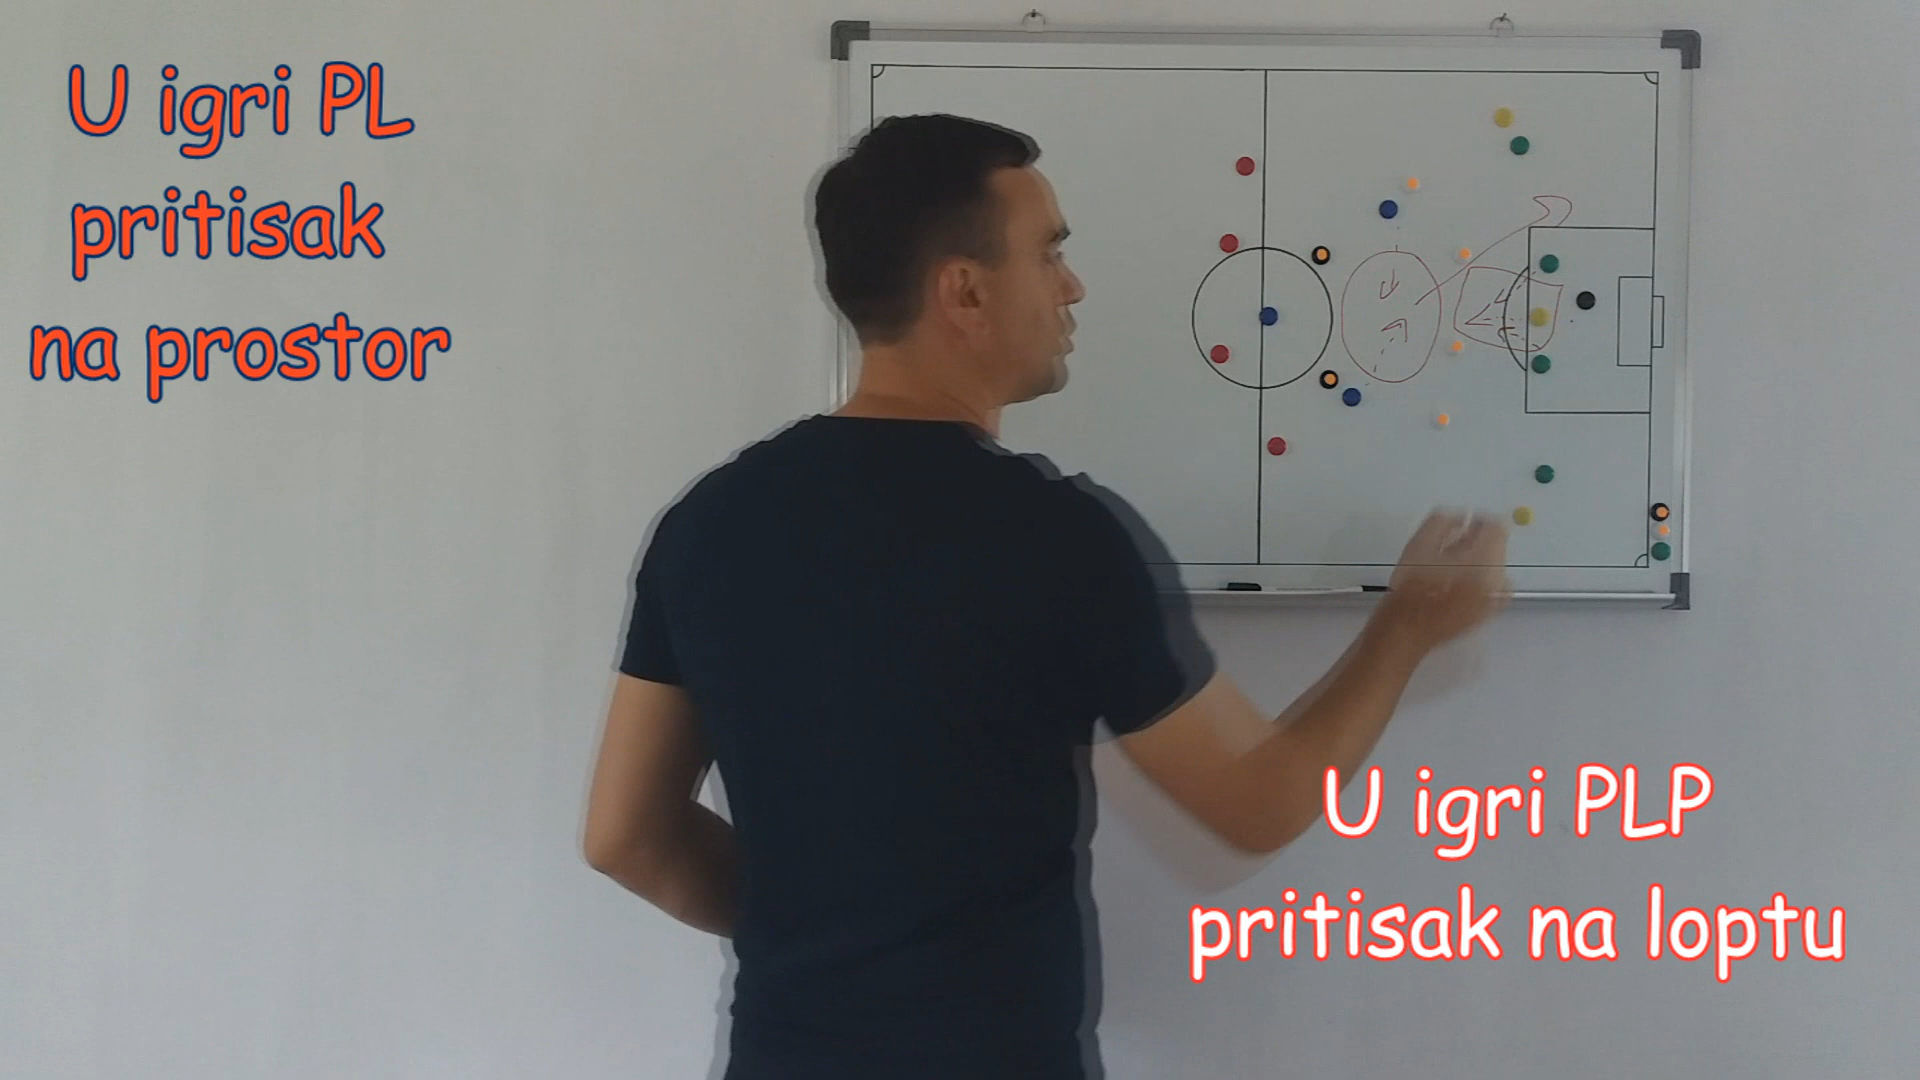 U igri PL
pritisak
na prostor
U igri PLP
pritisak na loptu